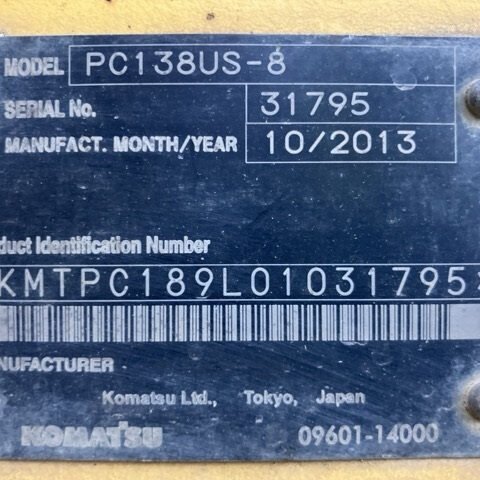 MODEL PC138US-8
SERIAL No. 31795
MANUFACT. MONTH/YEAR 10/2013
duct Identification Number
KMTPC189L01031795*
NUFACTURER
Komatsu Ltd., Tokyo, Japan
KOMATSU 09601-14000